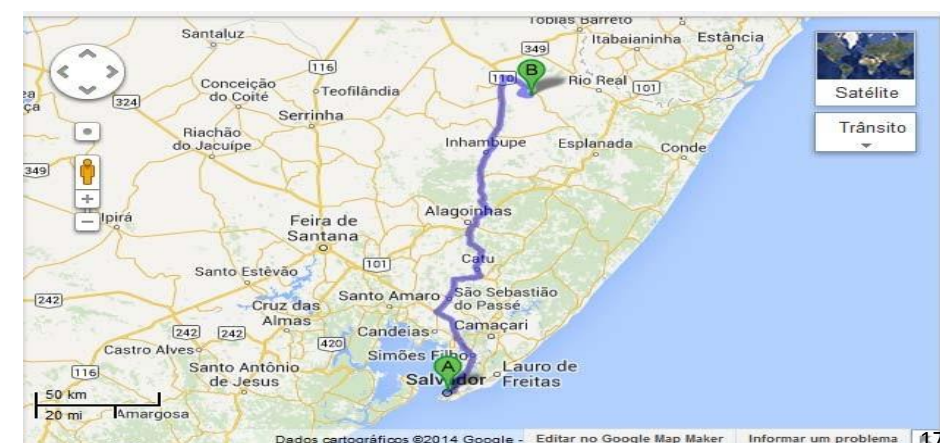 Tobias Barreto
Santaluz
Itabaianinha
Estância
349
116
B
110
Conceição
do Coité
Teofilândia
Rio Real
101
Satélite
324
Serrinha
Trânsito
Riachão
do Jacuípe
Inhambupe
Esplanada
Conde
349
Ipirá
Alagoinhas
Feira de
Santana
Catu
101
Santo Estêvão
Santo Amaro
São Sebastião
do Passé
242
Cruz das
Almas
Candeias
Camaçari
242
242
420
Castro Alves
Simões Filho
116
Santo Antônio
de Jesus
A
Salvador
Lauro de
Freitas
50 km
20 mi
Amargosa
Dados cartográficos ©2014 Google -
Editar no Google Map Maker
Informar um problema
17